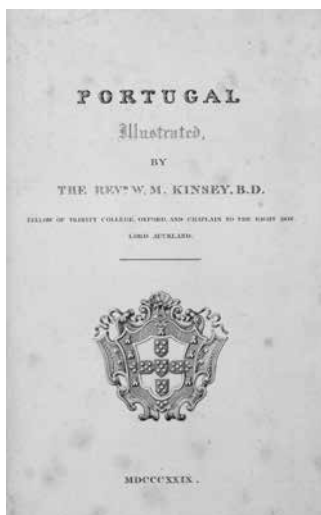 PORTUGAL
Illustrated,
BY
THE REVD. W. M. KINSEY, B.D.
FELLOW OF TRINITY COLLEGE, OXFORD, AND CHAPLAIN TO THE RIGHT HON
LORD AUCKLAND.
MDCCCXXIX.